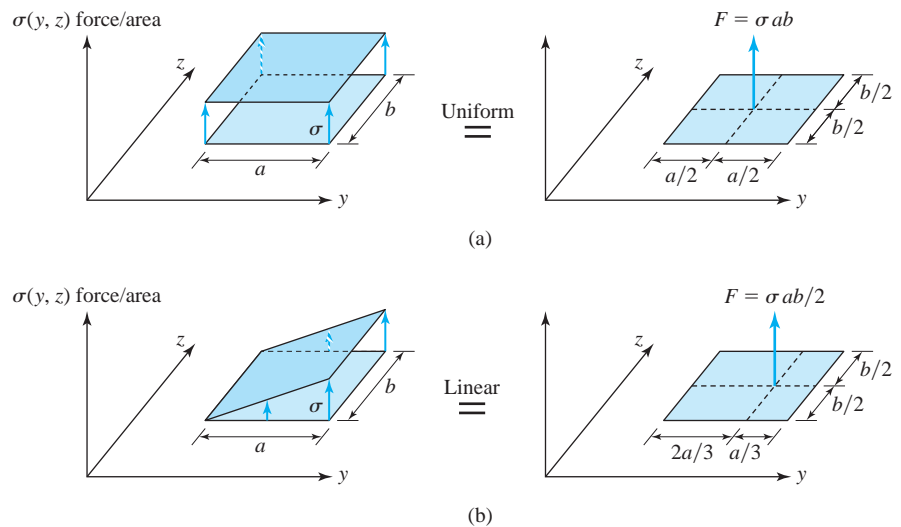 σ(y, z) force/area
F = σ ab
z
z
b
b/2
Uniform
=
b/2
σ
a
a/2
a/2
y
y
(a)
σ(y, z) force/area
F = σ ab/2
z
z
b
b/2
Linear
=
b/2
σ
a
2a/3
a/3
y
y
(b)